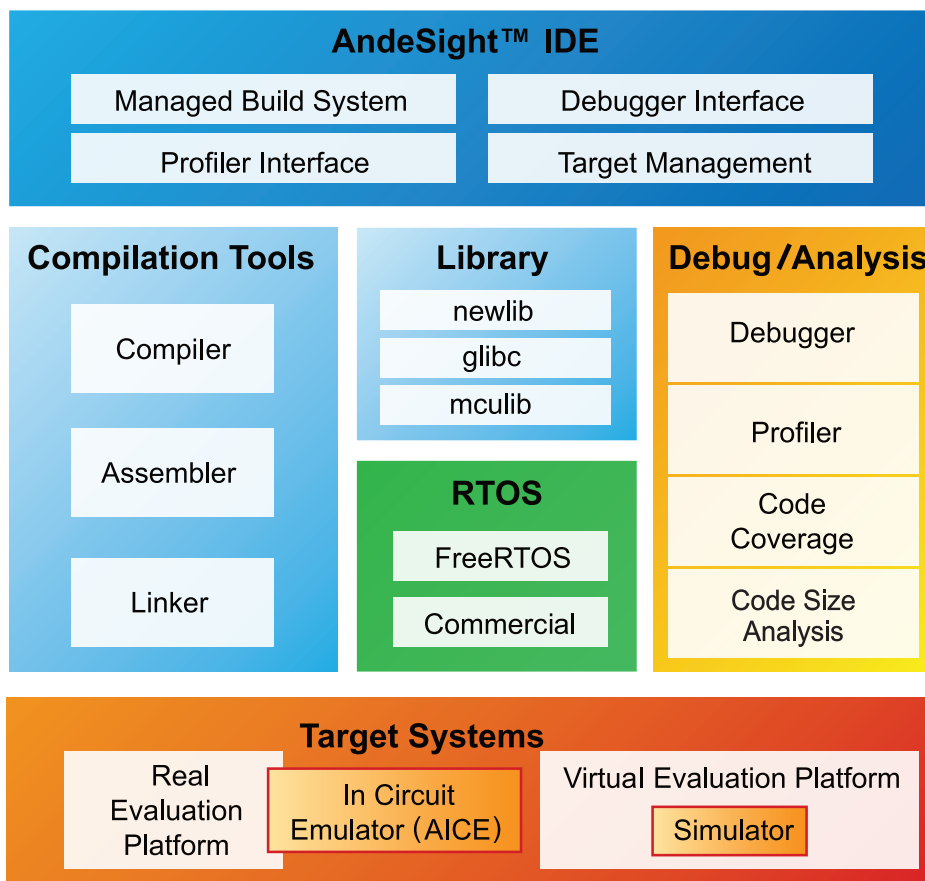 AndeSight™ IDE
Managed Build System
Debugger Interface
Profiler Interface
Target Management
Compilation Tools
Compiler
Assembler
Linker
Library
newlib
glibc
mculib
RTOS
FreeRTOS
Commercial
Debug/Analysis
Debugger
Profiler
Code
Coverage
Code Size
Analysis
Target Systems
Real
Evaluation
Platform
In Circuit
Emulator (AICE)
Virtual Evaluation Platform
Simulator